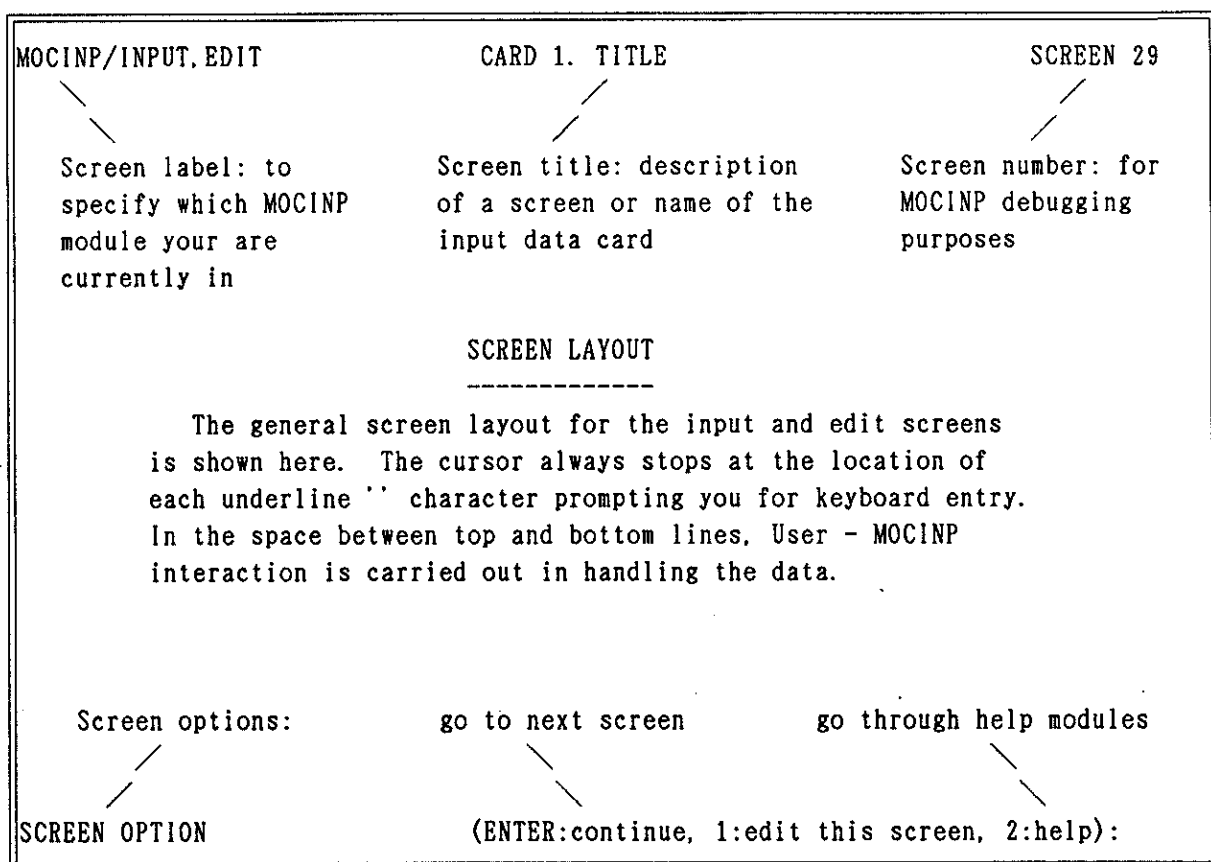 MOCINP/INPUT.EDIT CARD 1. TITLE SCREEN 29
Screen label: to Screen title: description Screen number: for
specify which MOCINP of a screen or name of the MOCINP debugging
module your are input data card purposes
currently in
SCREEN LAYOUT
-------------
The general screen layout for the input and edit screens
is shown here. The cursor always stops at the location of
each underline '' character prompting you for keyboard entry.
In the space between top and bottom lines, User - MOCINP
interaction is carried out in handling the data.
Screen options: go to next screen go through help modules
SCREEN OPTION (ENTER:continue, 1:edit this screen, 2:help):